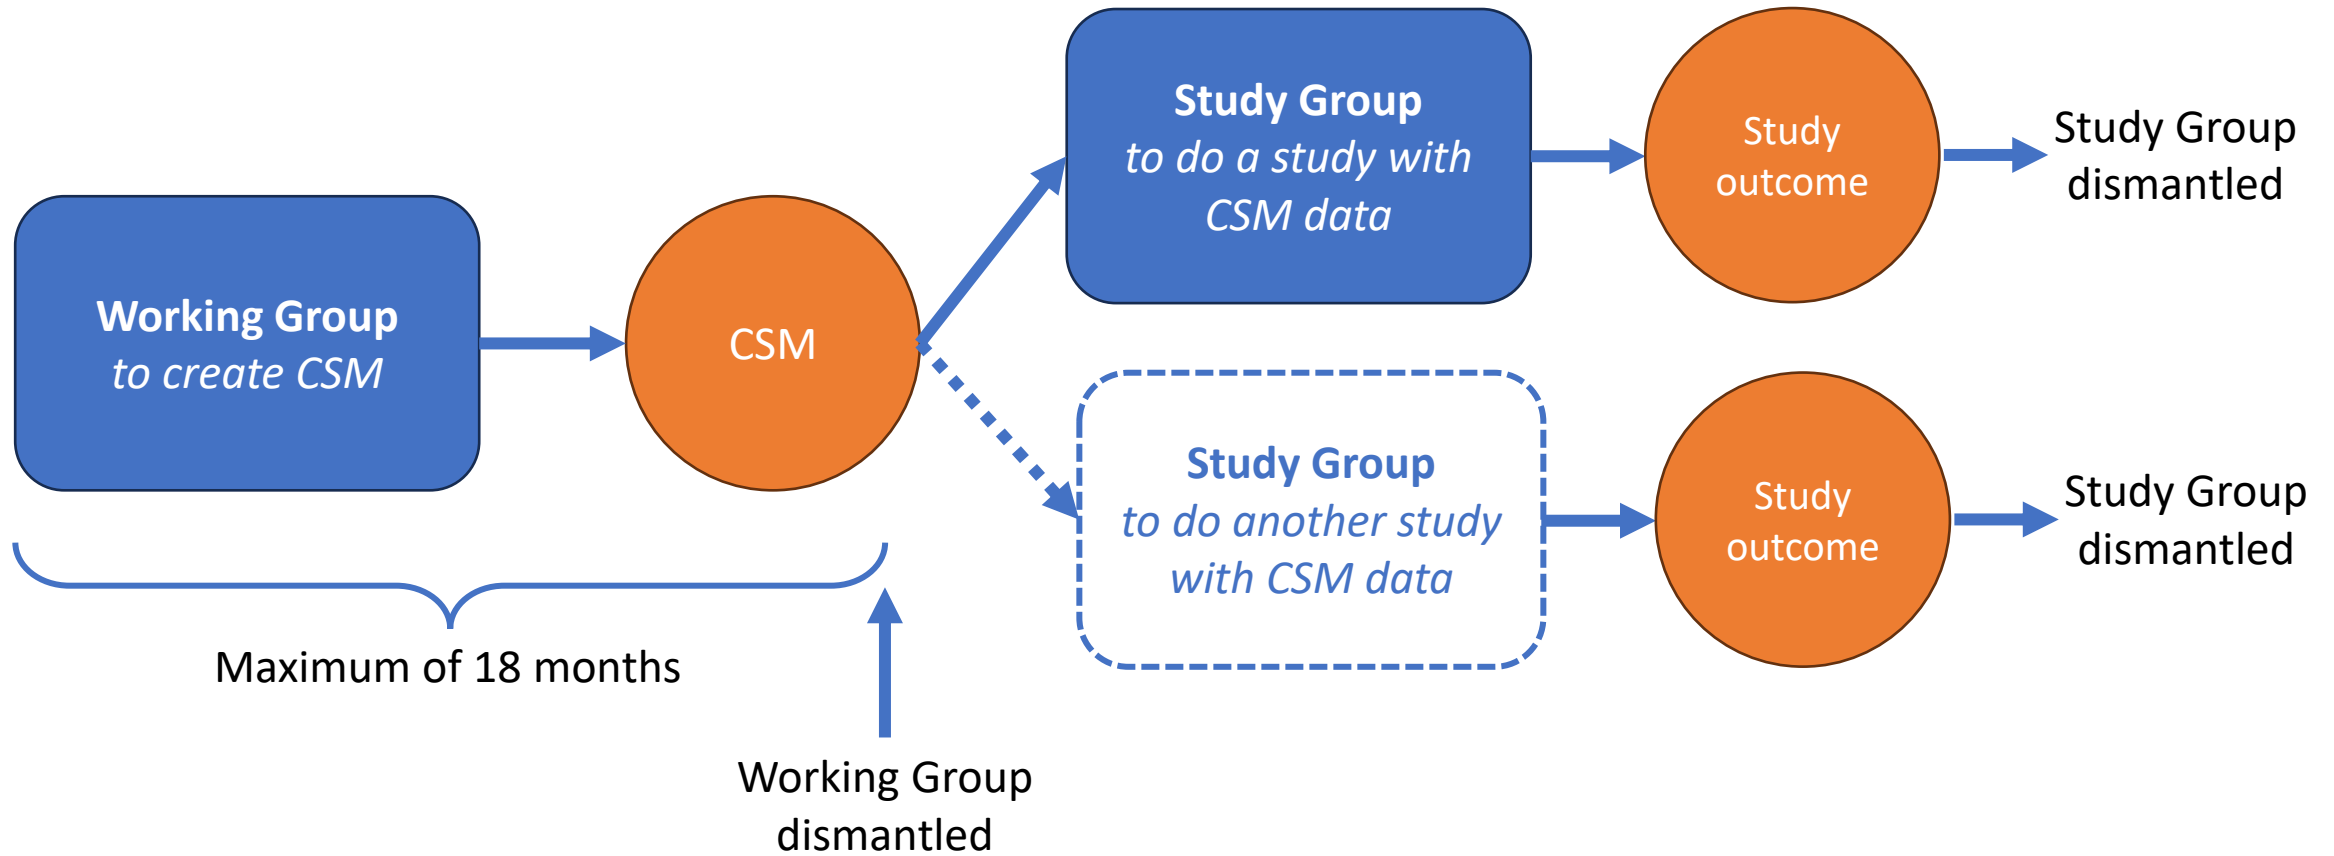 Working Group
to create CSM
CSM
Study Group
to do a study with
CSM data
Study
outcome
Study Group
dismantled
Study Group
to do another study
with CSM data
Study
outcome
Study Group
dismantled
Maximum of 18 months
Working Group
dismantled